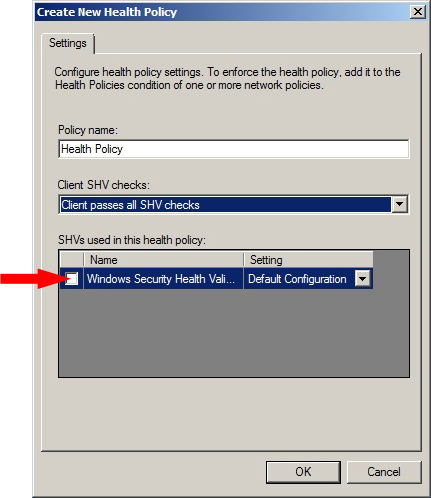 Create New Health Policy
Settings
Configure health policy settings. To enforce the health policy, add it to the
Health Policies condition of one or more network policies.
Policy name:
Health Policy
Client SHV checks:
Client passes all SHV checks
SHVs used in this health policy:
Name Setting
Windows Security Health Vali... Default Configuration
OK Cancel